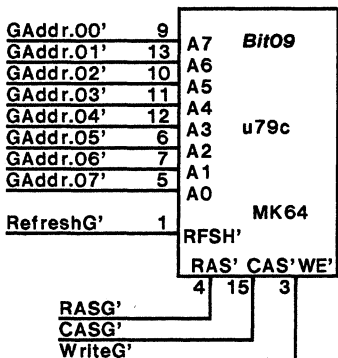 GAddr.00' 9 A7 Bit09
GAddr.01' 13 A6
GAddr.02' 10 A5
GAddr.03' 11 A4
GAddr.04' 12 A3 u79c
GAddr.05' 6 A2
GAddr.06' 7 A1
GAddr.07' 5 A0
MK64
RefreshG' 1 RFSH'
RAS' CAS' WE'
4 15 3
RASG'
CASG'
WriteG'